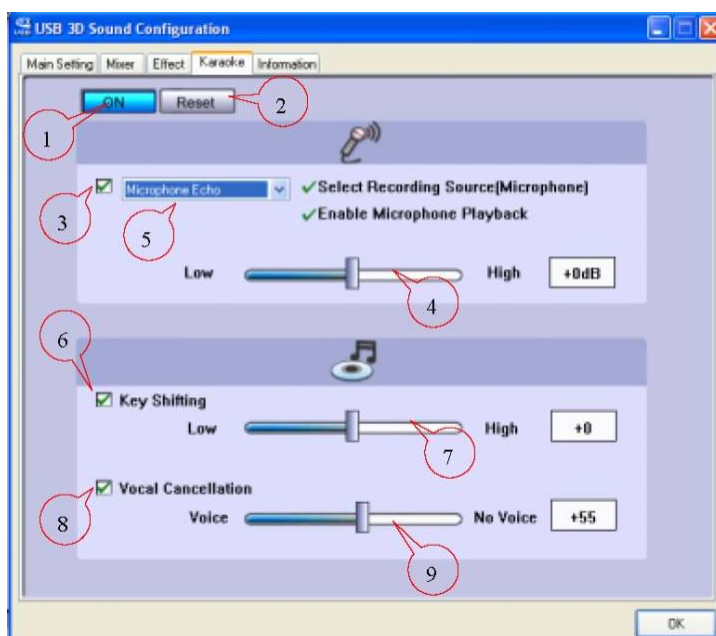 USB 3D Sound Configuration
Main Setting Mixer Effect Karaoke Information
ON Reset
1
2
3
Microphone Echo
Select Recording Source(Microphone)
Enable Microphone Playback
5
Low High +0dB
4
6
Key Shifting
Low High +0
7
Vocal Cancellation
8
Voice No Voice +55
9
OK